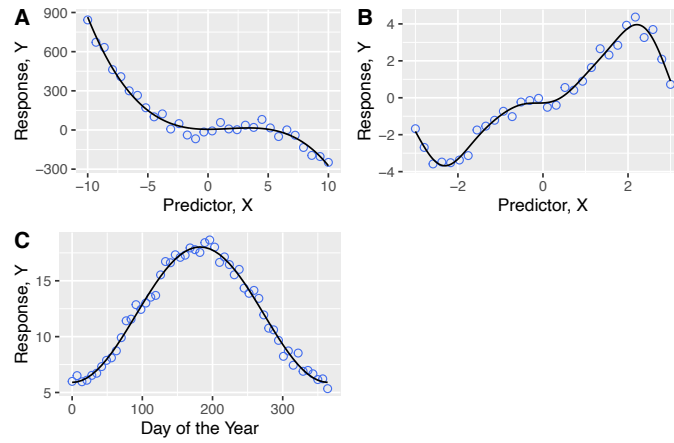 A
900
600
300
0
−300
Response, Y
−10 −5 0 5 10
Predictor, X
B
4
2
0
−2
−4
Response, Y
−2 0 2
Predictor, X
C
15
10
5
Response, Y
0 100 200 300
Day of the Year